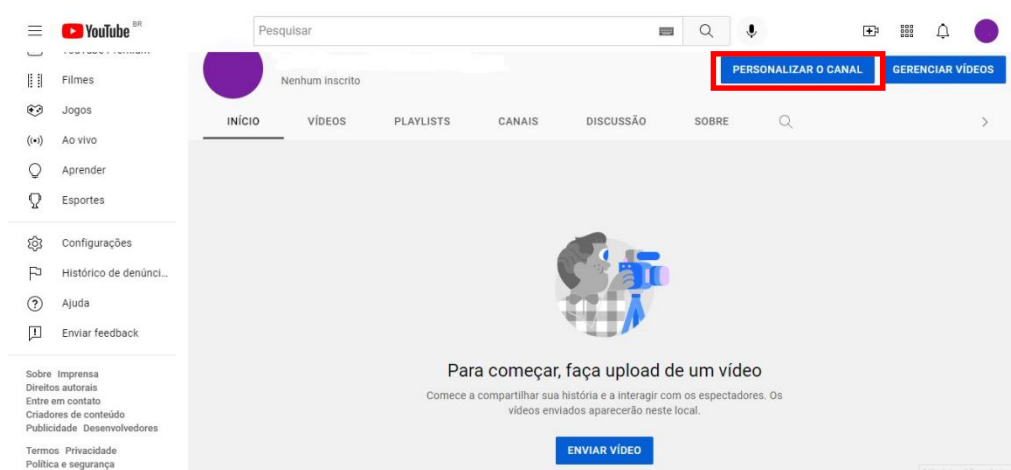 YouTube BR
Pesquisar
Filmes
Jogos
Ao vivo
Aprender
Esportes
Configurações
Histórico de denúnci...
Ajuda
Enviar feedback
Sobre Imprensa
Direitos autorais
Entre em contato
Criadores de conteúdo
Publicidade Desenvolvedores
Termos Privacidade
Política e segurança
Nenhum inscrito
PERSONALIZAR O CANAL
GERENCIAR VÍDEOS
INÍCIO VÍDEOS PLAYLISTS CANAIS DISCUSSÃO SOBRE
Para começar, faça upload de um vídeo
Comece a compartilhar sua história e a interagir com os espectadores. Os
vídeos enviados aparecerão neste local.
ENVIAR VÍDEO